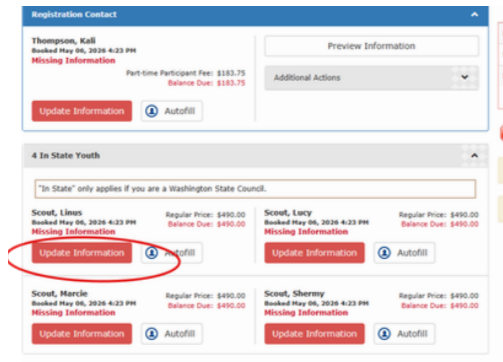 Registration Contact
Thompson, Kali
Booked May 06, 2026 4:23 PM
Missing Information
Part-time Participant Fee: $183.75
Balance Due: $183.75
Update Information
Autofill
Preview Information
Additional Actions
4 In State Youth
"In State" only applies if you are a Washington State Council.
Scout, Linus
Booked May 06, 2026 4:23 PM
Missing Information
Regular Price: $490.00
Balance Due: $490.00
Update Information
Autofill
Scout, Lucy
Booked May 06, 2026 4:23 PM
Missing Information
Regular Price: $490.00
Balance Due: $490.00
Update Information
Autofill
Scout, Marcie
Booked May 06, 2026 4:23 PM
Missing Information
Regular Price: $490.00
Balance Due: $490.00
Update Information
Autofill
Scout, Shermy
Booked May 06, 2026 4:23 PM
Missing Information
Regular Price: $490.00
Balance Due: $490.00
Update Information
Autofill